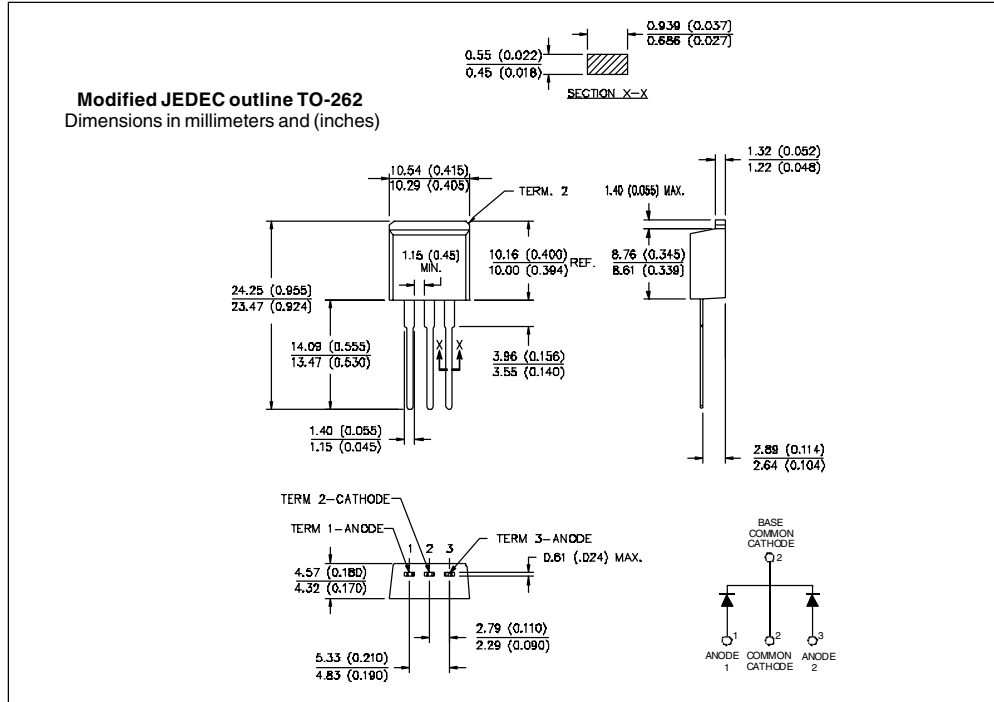 0.939 (0.037)
0.686 (0.027)
0.55 (0.022)
0.45 (0.018)
SECTION X-X
Modified JEDEC outline TO-262
Dimensions in millimeters and (inches)
1.32 (0.052)
1.22 (0.048)
10.54 (0.415)
10.29 (0.405)
TERM. 2
1.40 (0.055) MAX.
1.15 (0.45)
MIN.
10.16 (0.400)
10.00 (0.394)
REF.
8.76 (0.345)
8.61 (0.339)
24.25 (0.955)
23.47 (0.924)
14.09 (0.555)
13.47 (0.530)
X X
3.96 (0.156)
3.55 (0.140)
1.40 (0.055)
1.15 (0.045)
2.89 (0.114)
2.64 (0.104)
TERM 2-CATHODE
TERM 1-ANODE
1 2 3
TERM 3-ANODE
0.61 (.024) MAX.
4.57 (0.180)
4.32 (0.170)
2.79 (0.110)
2.29 (0.090)
5.33 (0.210)
4.83 (0.190)
BASE
COMMON
CATHODE
2
1 2 3
ANODE COMMON ANODE
1 CATHODE 2